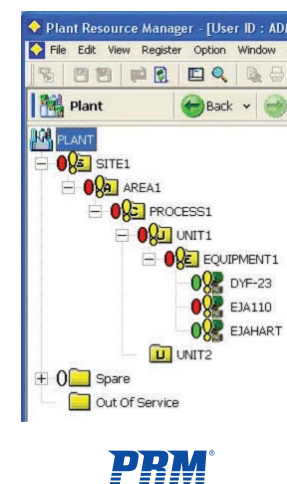 Plant Resource Manager - [User ID : AD
File Edit View Register Option Window
Plant Back
PLANT
S SITE1
A AREA1
C PROCESS1
U UNIT1
E EQUIPMENT1
DYF-23
EJA110
EJAHART
U UNIT2
Spare
Out Of Service
PRM®